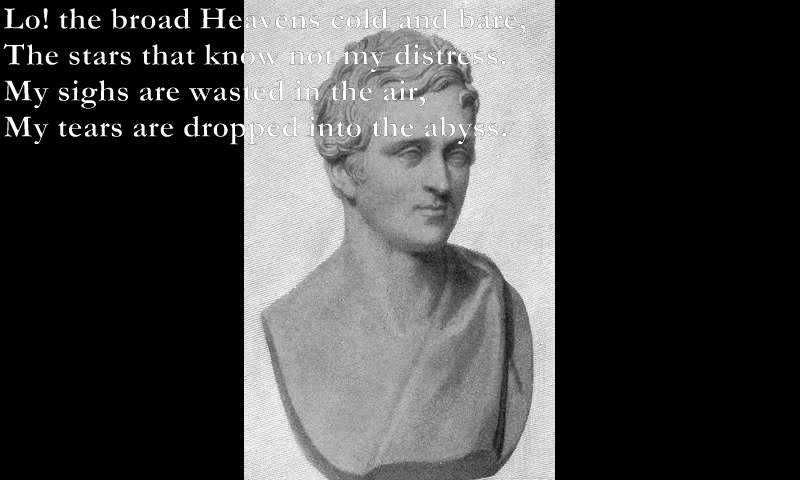 Lo! the broad Heavens cold and bare,
The stars that know not my distress.
My sighs are wasted in the air,
My tears are dropped into the abyss.